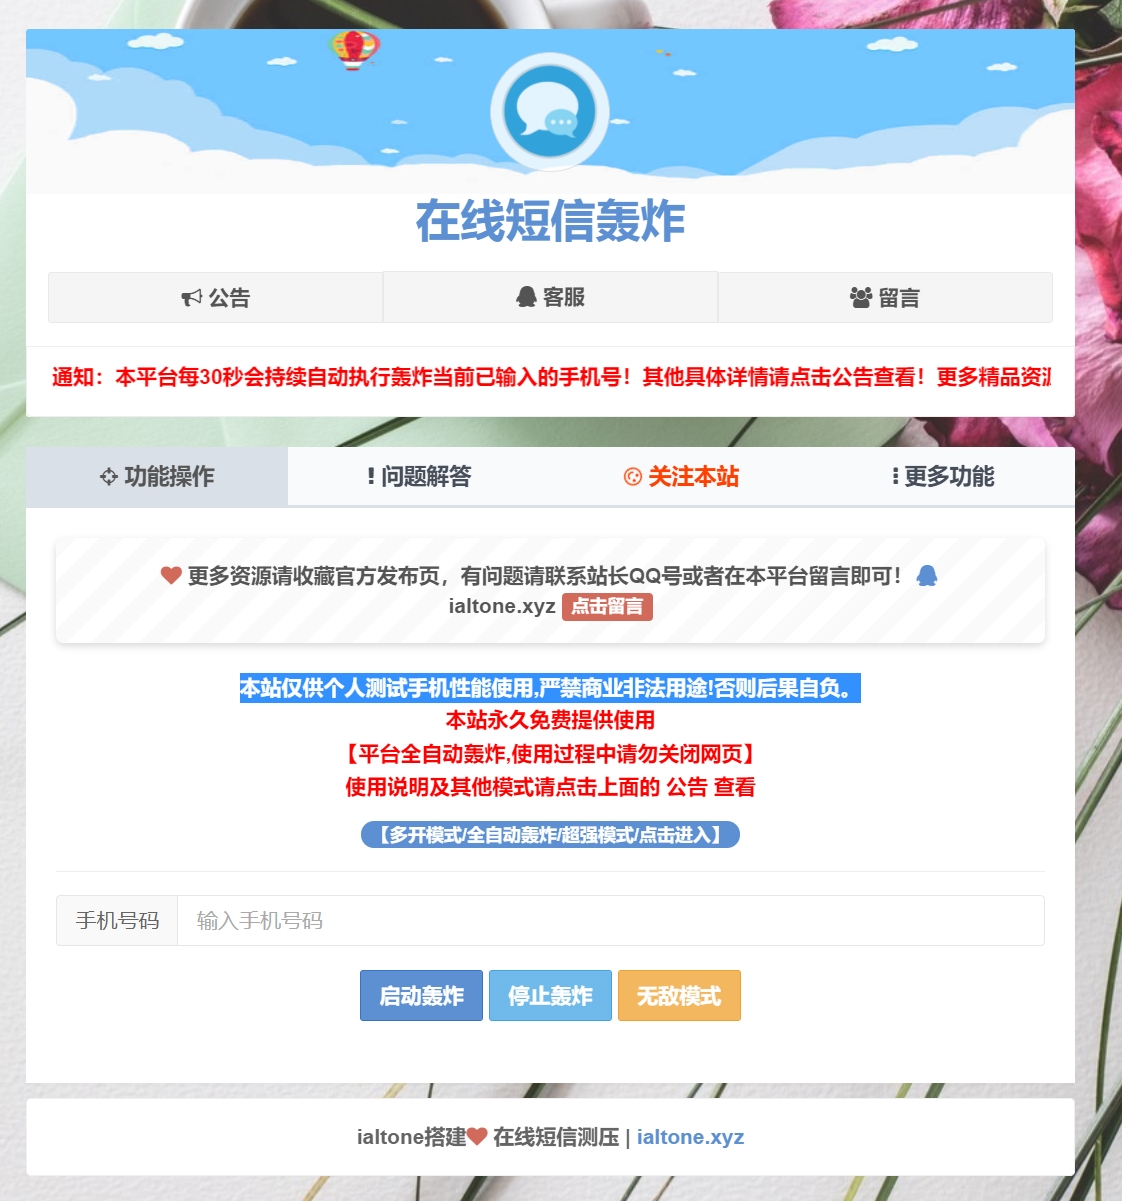 在线短信轰炸
公告
客服
留言
通知：本平台每30秒会持续自动执行轰炸当前已输入的手机号！其他具体详情请点击公告查看！更多精品资源
功能操作
问题解答
关注本站
更多功能
更多资源请收藏官方发布页，有问题请联系站长QQ号或者在本平台留言即可！
ialtone.xyz 点击留言
本站仅供个人测试手机性能使用,严禁商业非法用途!否则后果自负。
本站永久免费提供使用
【平台全自动轰炸,使用过程中请勿关闭网页】
使用说明及其他模式请点击上面的 公告 查看
【多开模式/全自动轰炸/超强模式/点击进入】
手机号码
输入手机号码
启动轰炸
停止轰炸
无敌模式
ialtone搭建 在线短信测压 | ialtone.xyz